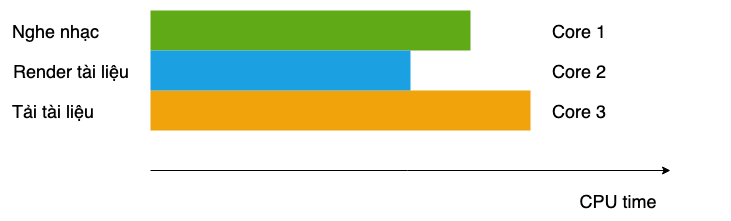 Nghe nhạc Core 1
Render tài liệu Core 2
Tải tài liệu Core 3
CPU time